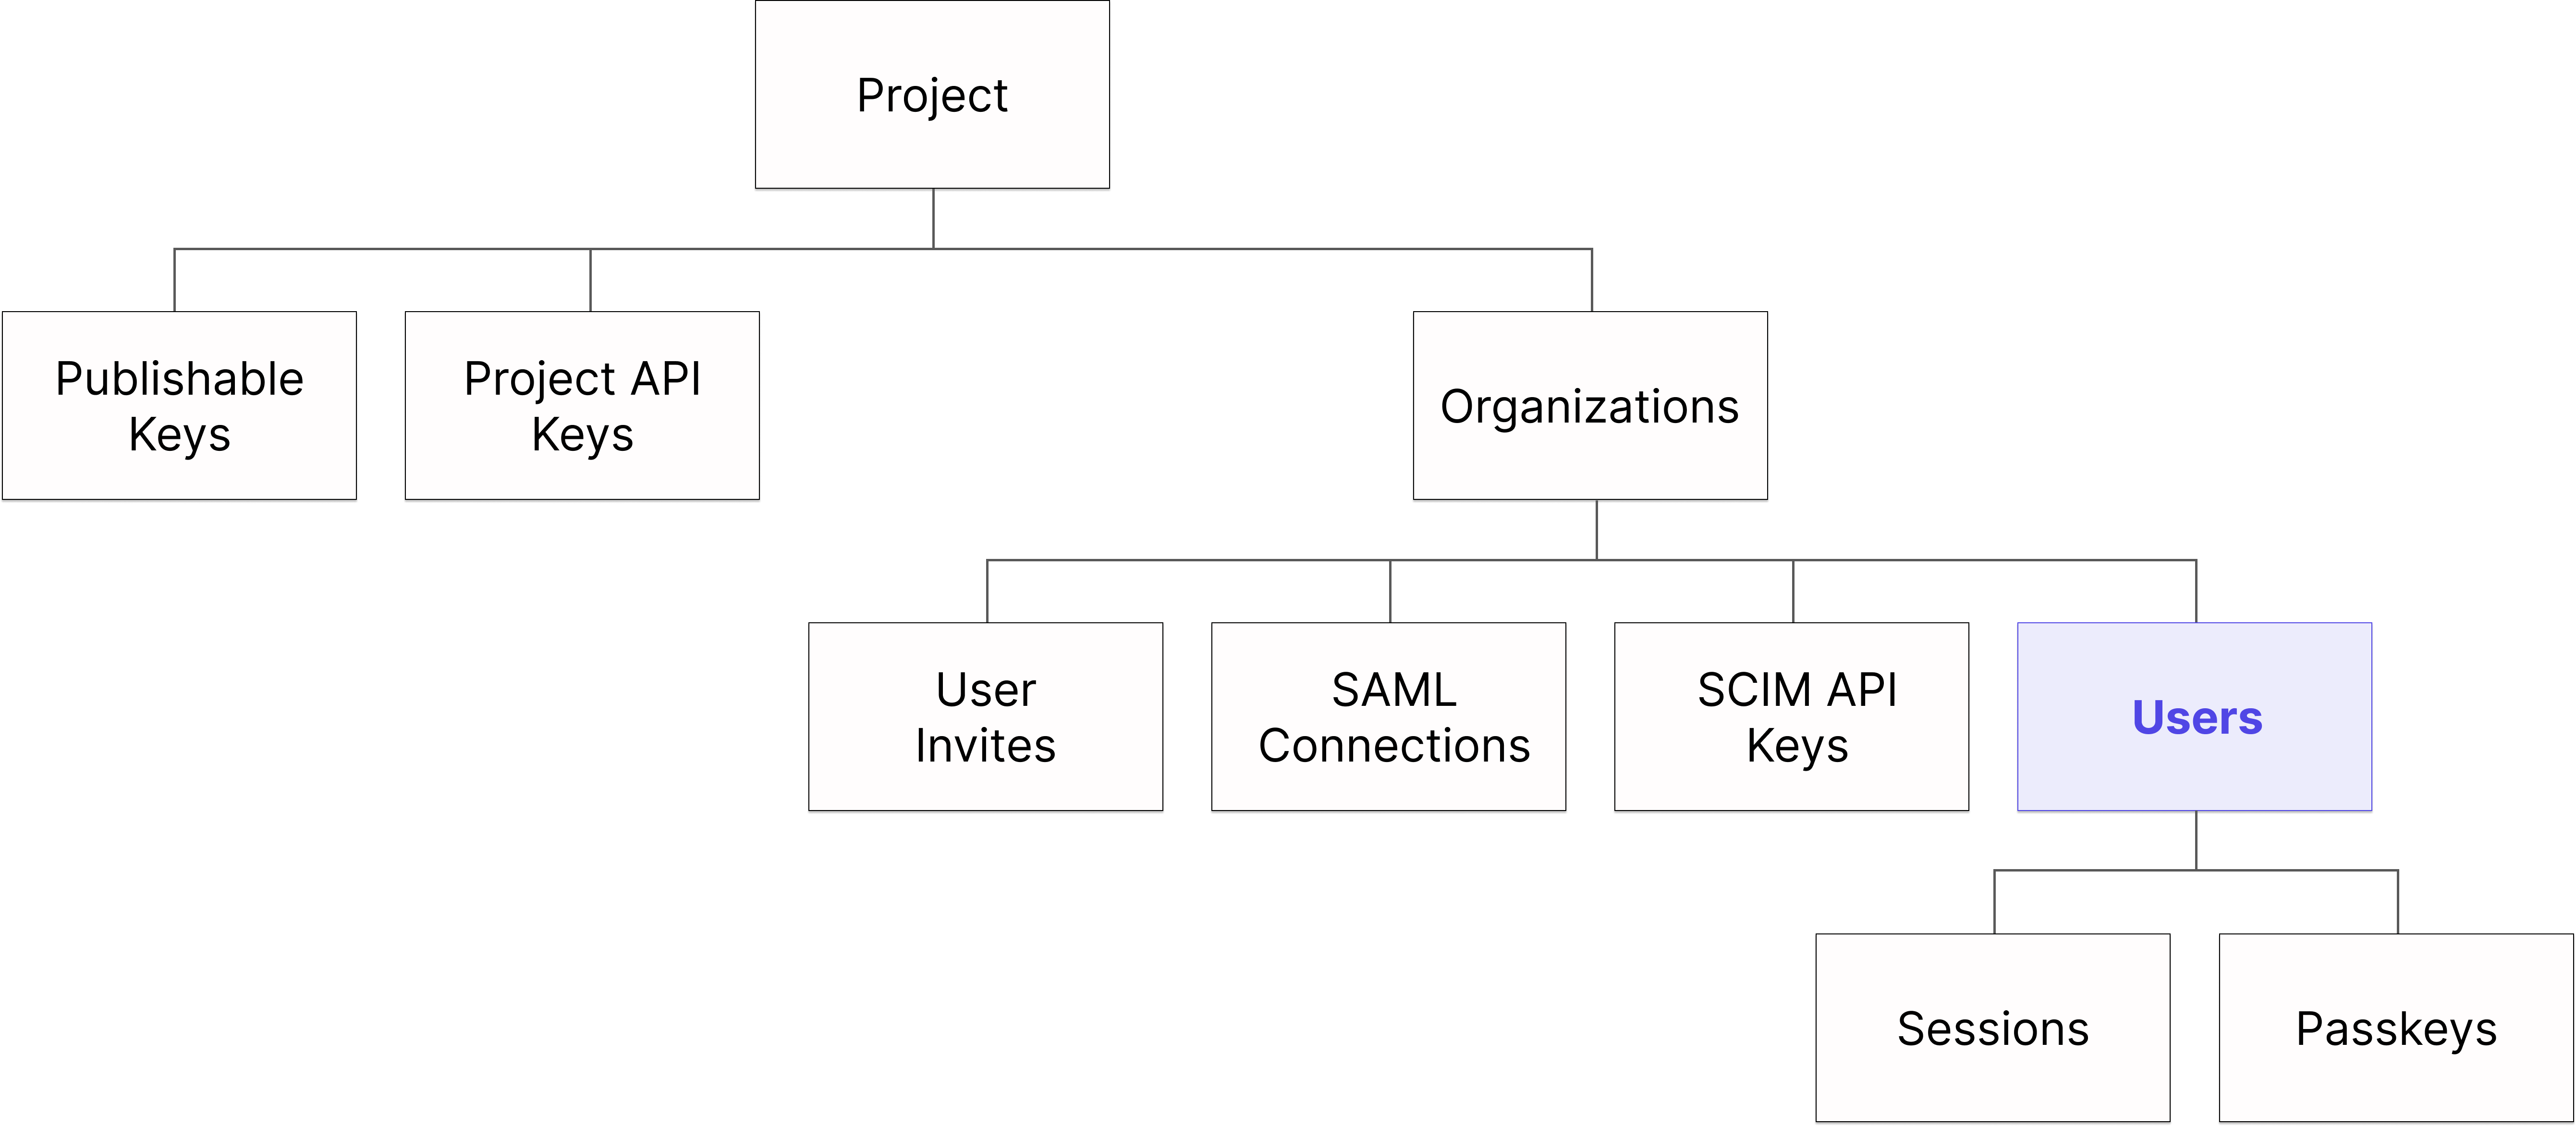 Project
Publishable
Keys
Project API
Keys
Organizations
User
Invites
SAML
Connections
SCIM API
Keys
Users
Sessions
Passkeys